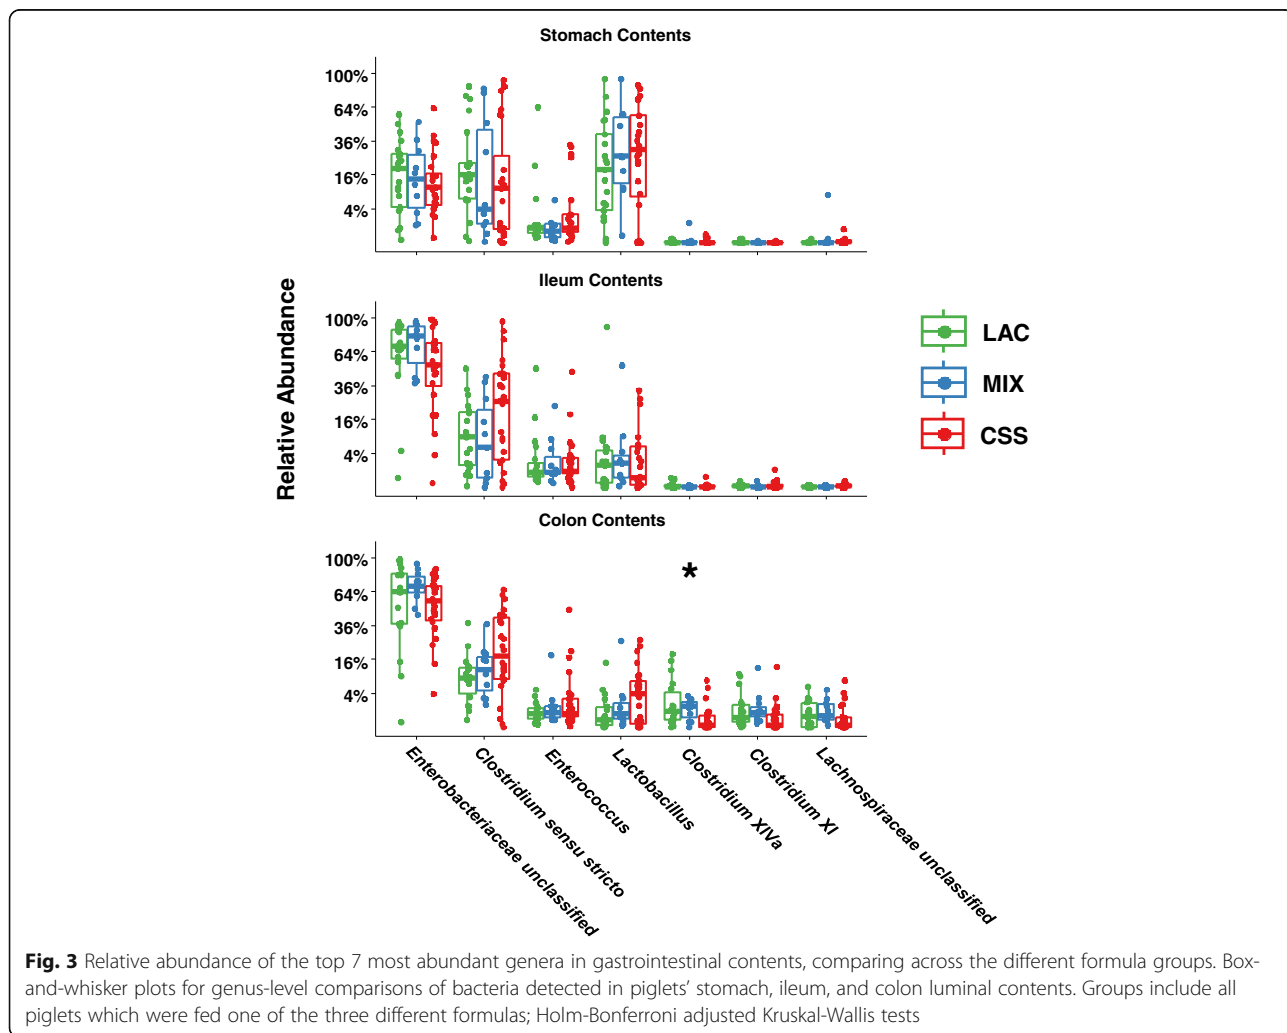 Stomach Contents
100%
64%
36%
16%
4%
Ileum Contents
100%
64%
36%
16%
4%
Colon Contents
100%
64%
36%
16%
4%
*
Relative Abundance
LAC
MIX
CSS
Enterobacteriaceae unclassified
Clostridium sensu stricto
Enterococcus
Lactobacillus
Clostridium XIVa
Clostridium XI
Lachnospiraceae unclassified
Fig. 3 Relative abundance of the top 7 most abundant genera in gastrointestinal contents, comparing across the different formula groups. Box-
and-whisker plots for genus-level comparisons of bacteria detected in piglets’ stomach, ileum, and colon luminal contents. Groups include all
piglets which were fed one of the three different formulas; Holm-Bonferroni adjusted Kruskal-Wallis tests